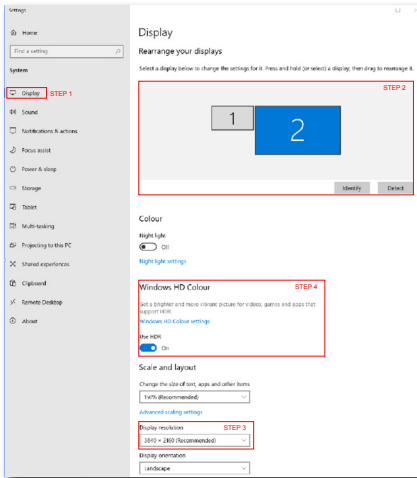 Settings
Home
Find a setting
System
Display STEP 1
Sound
Notifications & actions
Focus assist
Power & sleep
Storage
Tablet
Multi-tasking
Projecting to this PC
Shared experiences
Clipboard
Remote Desktop
About
Display
Rearrange your displays
Select a display below to change the settings for it. Press and hold (or select) a display, then drag to rearrange it.
STEP 2
1
2
Identify Detect
Colour
Night light
Off
Night light settings
Windows HD Colour STEP 4
Get a brighter and more vibrant picture for videos, games and apps that
support HDR.
Windows HD Colour settings
Use HDR
On
Scale and layout
Change the size of text, apps and other items
150% (Recommended)
Advanced scaling settings
Display resolution STEP 3
3840 × 2160 (Recommended)
Display orientation
Landscape